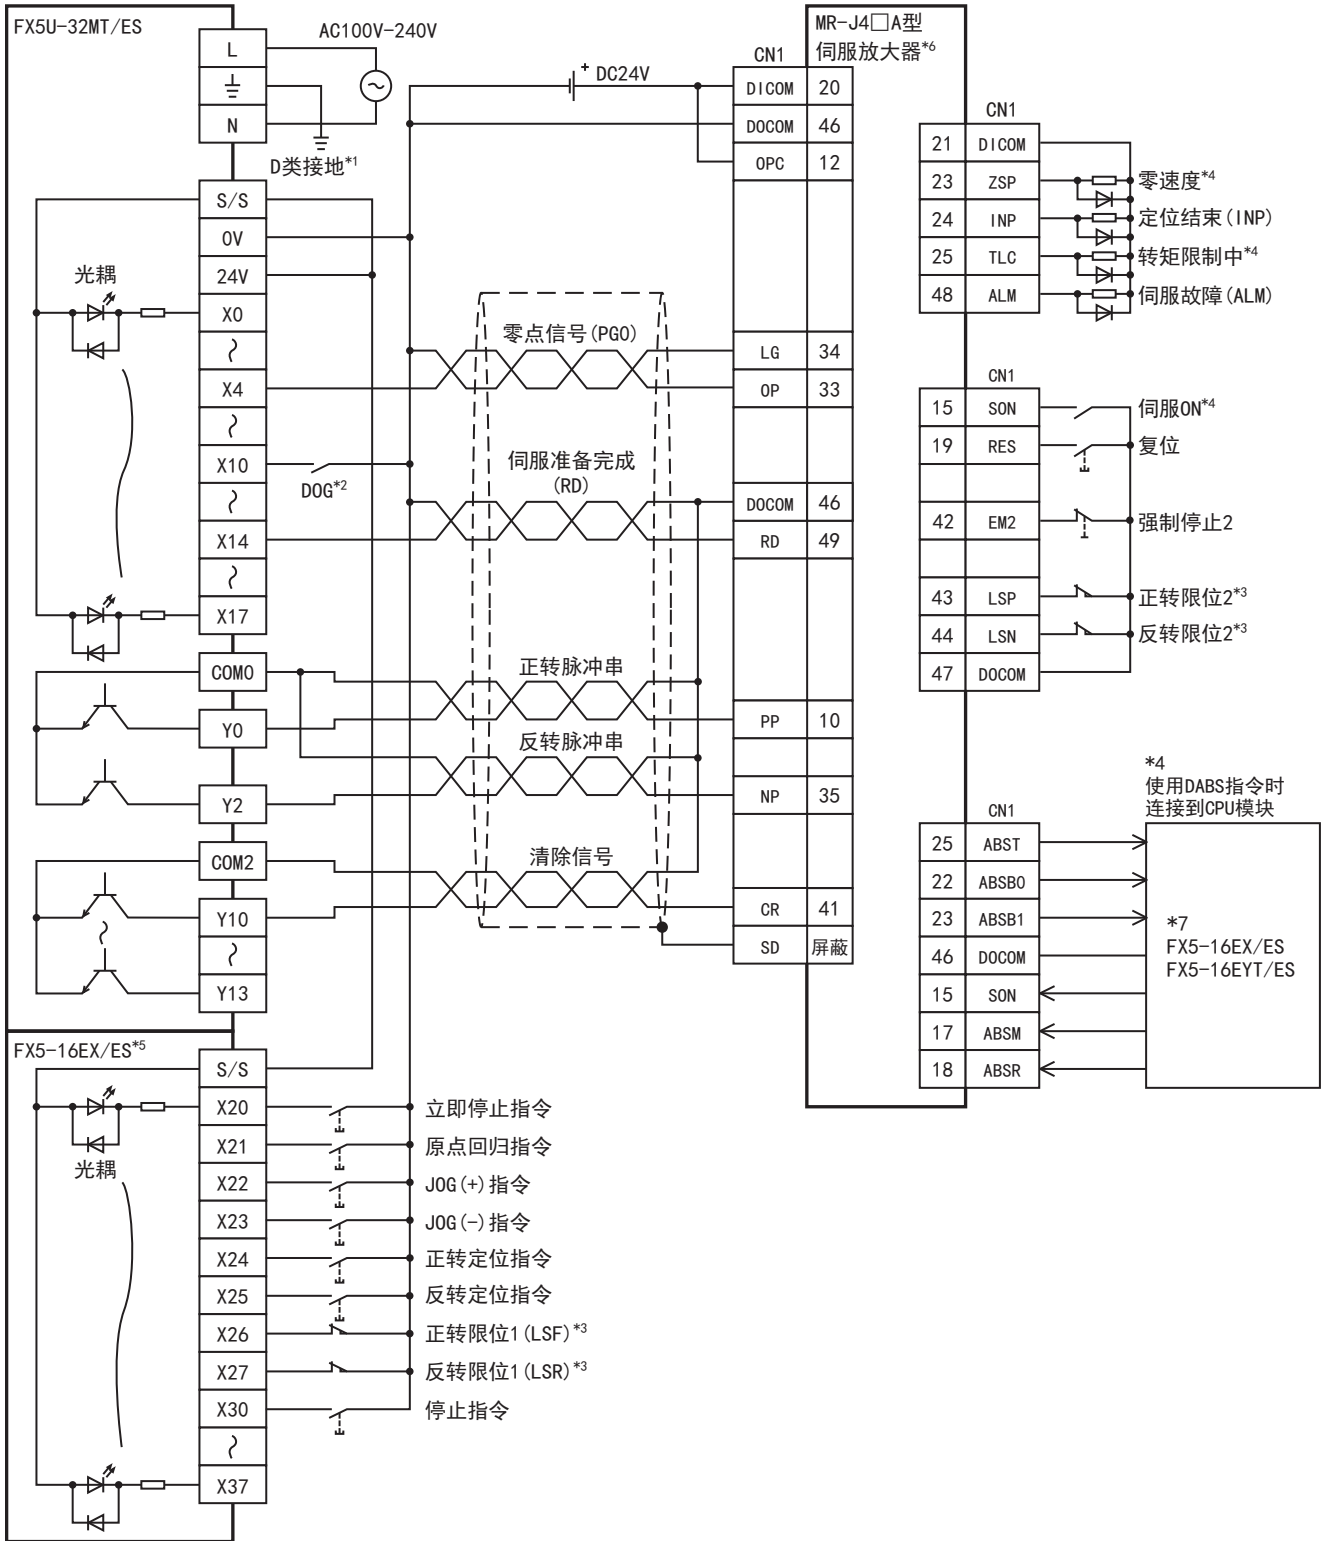 FX5U-32MT/ES
L
N
AC100V-240V
D类接地*1
S/S
0V
24V
X0
X4
X10
X14
X17
COM0
Y0
Y2
COM2
Y10
Y13
光耦
DOG*2
FX5-16EX/ES*5
S/S
X20
X21
X22
X23
X24
X25
X26
X27
X30
X37
光耦
立即停止指令
原点回归指令
JOG(+)指令
JOG(-)指令
正转定位指令
反转定位指令
正转限位1(LSF)*3
反转限位1(LSR)*3
停止指令
+ DC24V
零点信号(PG0)
伺服准备完成
(RD)
正转脉冲串
反转脉冲串
清除信号
MR-J4□A型
伺服放大器*6
CN1
DICOM 20
DOCOM 46
OPC 12
LG 34
OP 33
DOCOM 46
RD 49
PP 10
NP 35
CR 41
SD 屏蔽
CN1
21 DICOM
23 ZSP 零速度*4
24 INP 定位结束(INP)
25 TLC 转矩限制中*4
48 ALM 伺服故障(ALM)
CN1
15 SON 伺服ON*4
19 RES 复位
42 EM2 强制停止2
43 LSP 正转限位2*3
44 LSN 反转限位2*3
47 DOCOM
*4
使用DABS指令时
连接到CPU模块
CN1
25 ABST
22 ABSB0
23 ABSB1
46 DOCOM
15 SON
17 ABSM
18 ABSR
*7
FX5-16EX/ES
FX5-16EYT/ES